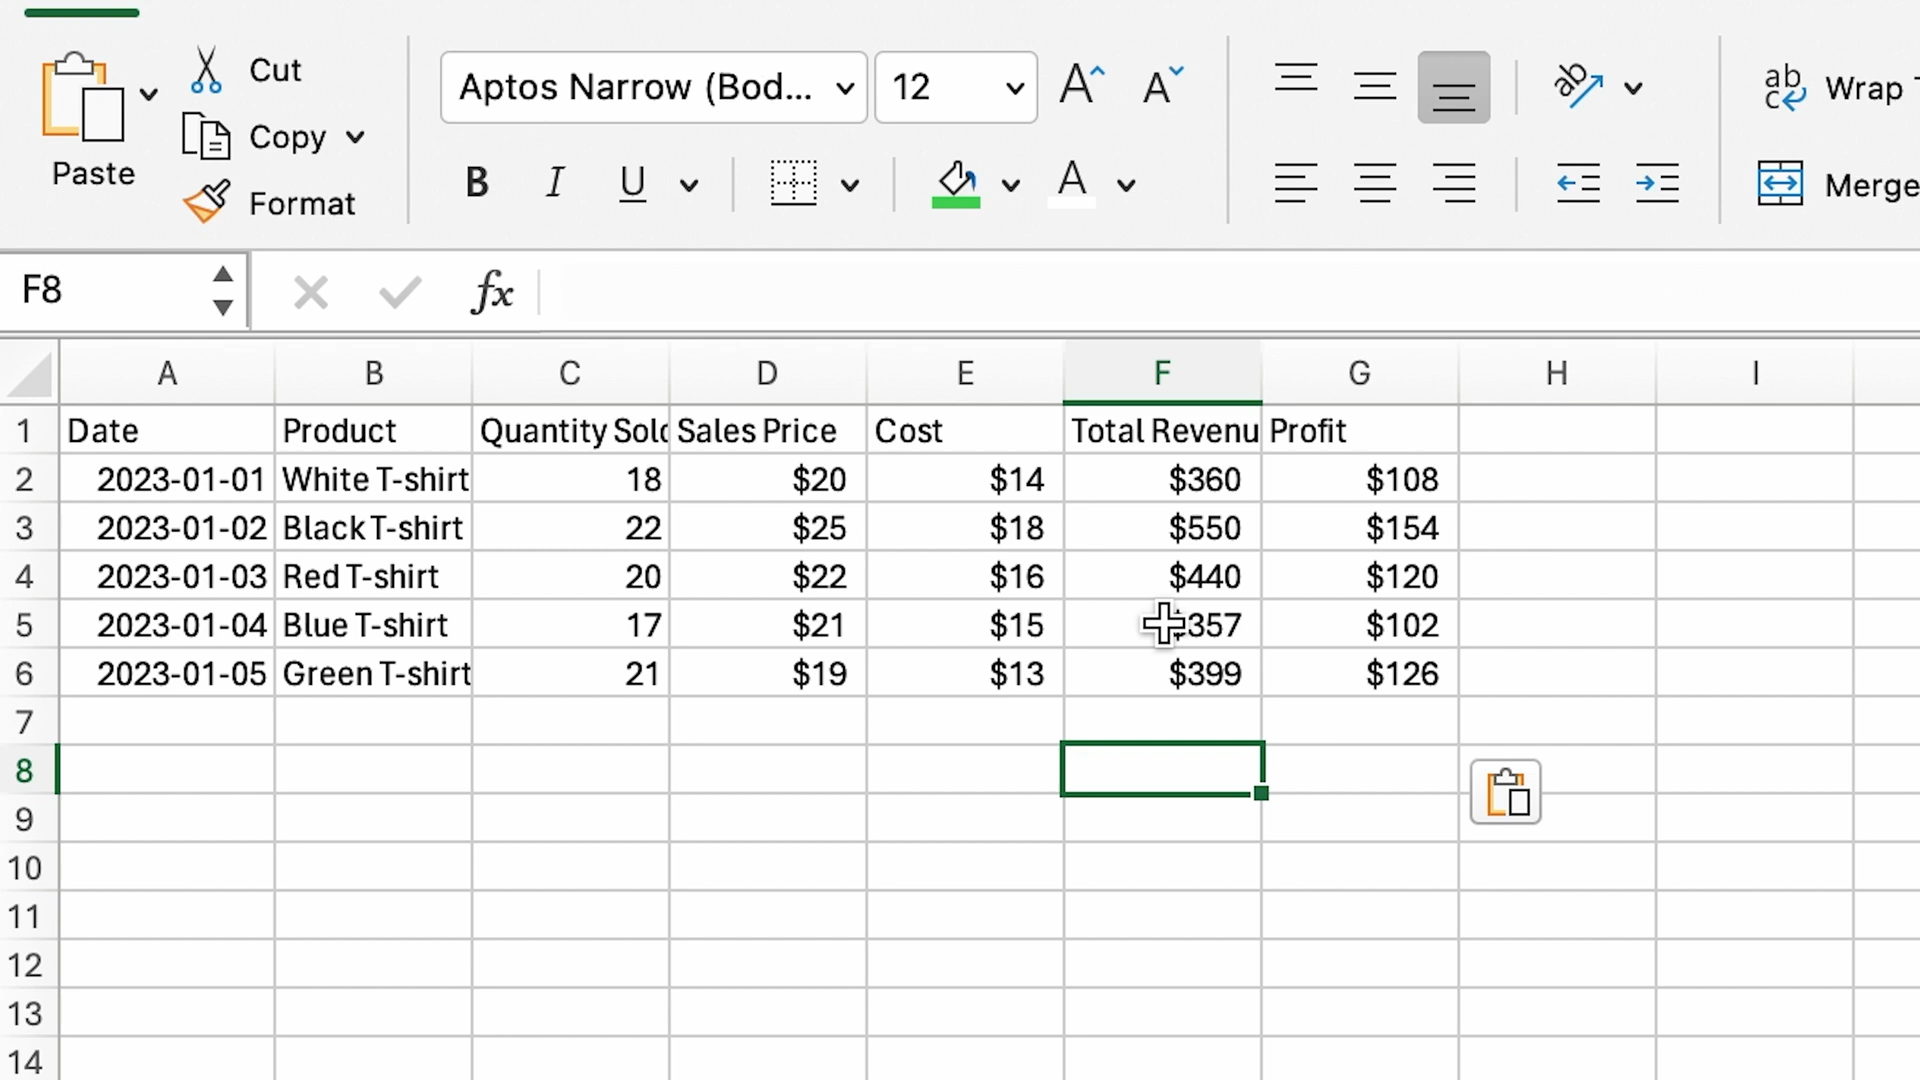 Cut
Copy
Format
Paste
Aptos Narrow (Bod... 12
B I U
Wrap
Merge
F8 fx
A B C D E F G H I
1 Date Product Quantity Sol Sales Price Cost Total Revenu Profit
2 2023-01-01 White T-shirt 18 $20 $14 $360 $108
3 2023-01-02 Black T-shirt 22 $25 $18 $550 $154
4 2023-01-03 Red T-shirt 20 $22 $16 $440 $120
5 2023-01-04 Blue T-shirt 17 $21 $15 357 $102
6 2023-01-05 Green T-shirt 21 $19 $13 $399 $126
7
8
9
10
11
12
13
14